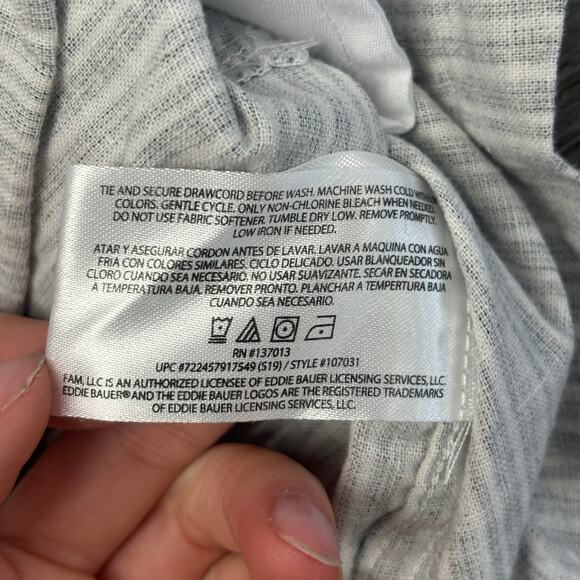 TIE AND SECURE DRAWCORD BEFORE WASH. MACHINE WASH COLD WITH
COLORS. GENTLE CYCLE. ONLY NON-CHLORINE BLEACH WHEN NEEDED.
DO NOT USE FABRIC SOFTENER. TUMBLE DRY LOW. REMOVE PROMPTLY.
LOW IRON IF NEEDED.
ATAR Y ASEGURAR CORDON ANTES DE LAVAR. LAVAR A MAQUINA CON AGUA
FRIA CON COLORES SIMILARES. CICLO DELICADO. USAR BLANQUEADOR SIN
CLORO CUANDO SEA NECESARIO. NO USAR SUAVIZANTE. SECAR EN SECADORA
A TEMPERATURA BAJA. REMOVER PRONTO. PLANCHAR A TEMPERTURA BAJA
CUANDO SEA NECESARIO.
RN #137013
UPC #722457917549 (S19) / STYLE #107031
FAM, LLC IS AN AUTHORIZED LICENSEE OF EDDIE BAUER LICENSING SERVICES, LLC.
EDDIE BAUER® AND THE EDDIE BAUER LOGOS ARE THE REGISTERED TRADEMARKS
OF EDDIE BAUER LICENSING SERVICES, LLC.